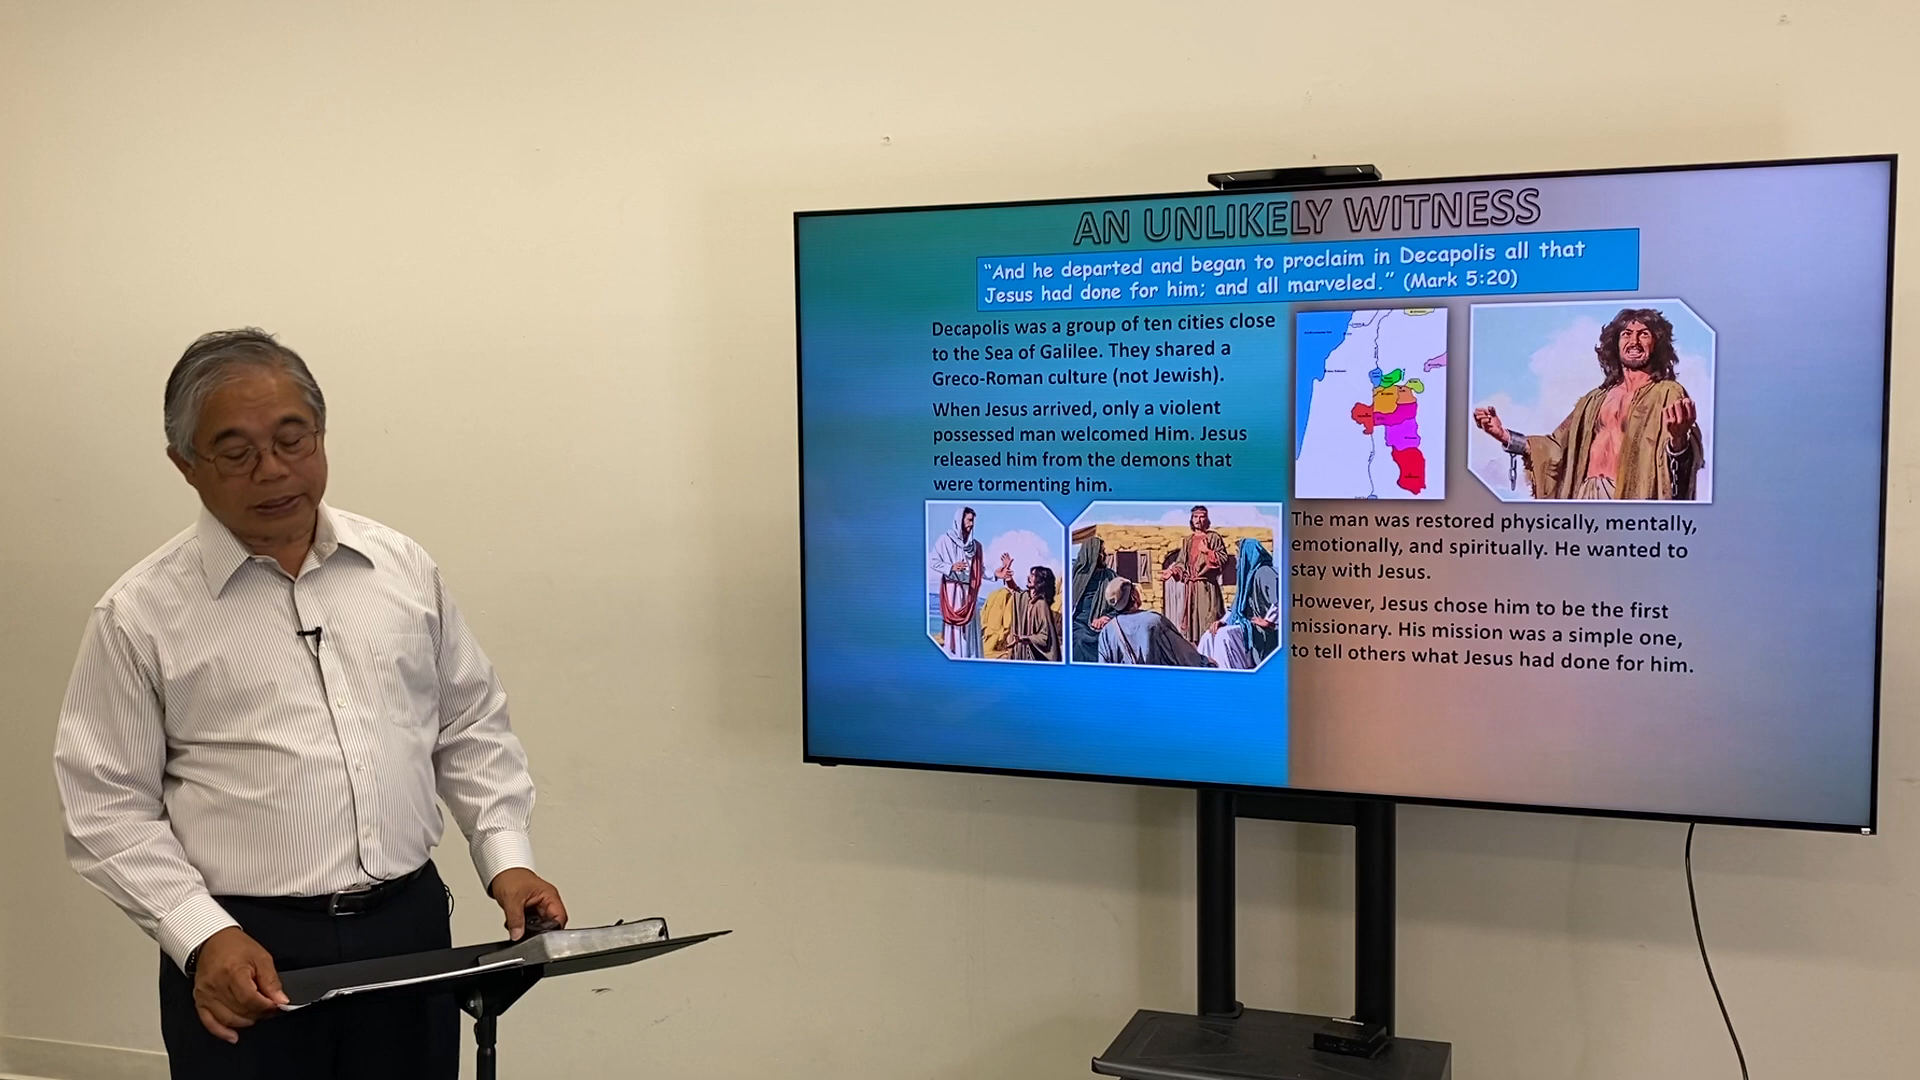 AN UNLIKELY WITNESS
“And he departed and began to proclaim in Decapolis all that
Jesus had done for him; and all marveled.” (Mark 5:20)
Decapolis was a group of ten cities close
to the Sea of Galilee. They shared a
Greco-Roman culture (not Jewish).
When Jesus arrived, only a violent
possessed man welcomed Him. Jesus
released him from the demons that
were tormenting him.
The man was restored physically, mentally,
emotionally, and spiritually. He wanted to
stay with Jesus.
However, Jesus chose him to be the first
missionary. His mission was a simple one,
to tell others what Jesus had done for him.